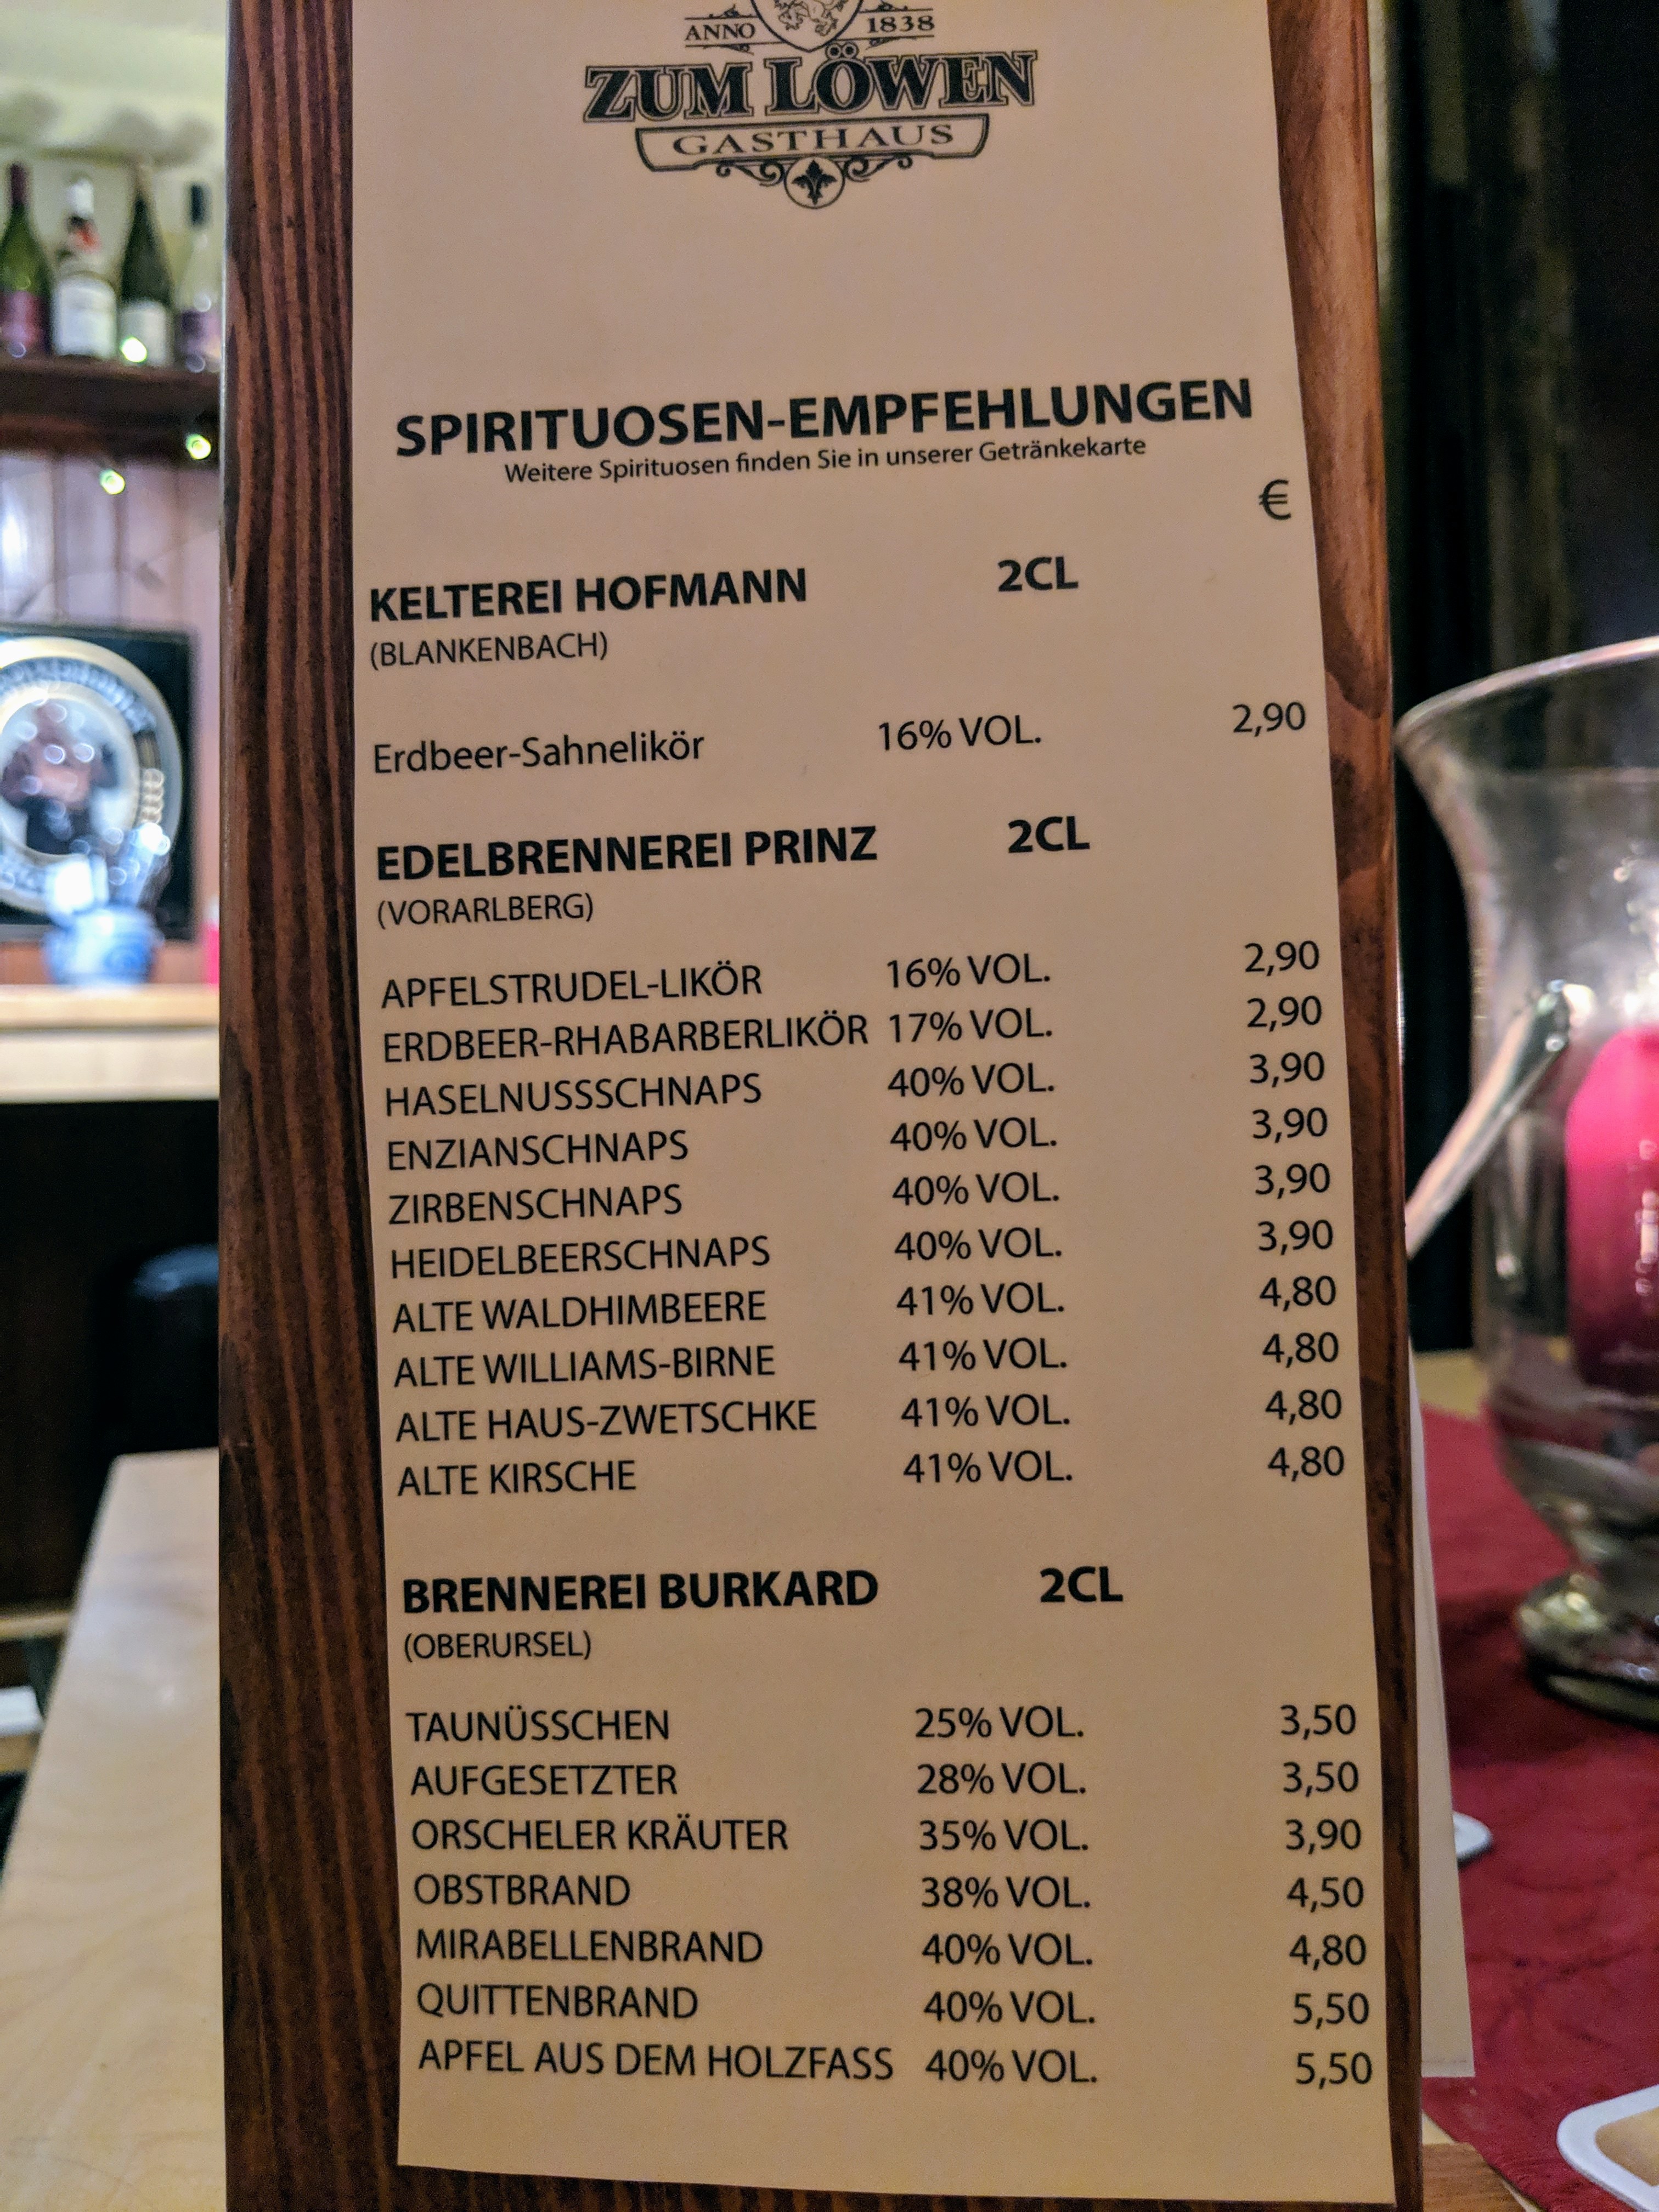 ANNO 1838
ZUM LÖWEN
GASTHAUS
SPIRITUOSEN-EMPFEHLUNGEN
Weitere Spirituosen finden Sie in unserer Getränkekarte
€
KELTEREI HOFMANN 2CL
(BLANKENBACH)
Erdbeer-Sahnelikör 16% VOL. 2,90
EDELBRENNEREI PRINZ 2CL
(VORARLBERG)
APFELSTRUDEL-LIKÖR 16% VOL. 2,90
ERDBEER-RHABARBERLIKÖR 17% VOL. 2,90
HASELNUSSSCHNAPS 40% VOL. 3,90
ENZIANSCHNAPS 40% VOL. 3,90
ZIRBENSCHNAPS 40% VOL. 3,90
HEIDELBEERSCHNAPS 40% VOL. 3,90
ALTE WALDHIMBEERE 41% VOL. 4,80
ALTE WILLIAMS-BIRNE 41% VOL. 4,80
ALTE HAUS-ZWETSCHKE 41% VOL. 4,80
ALTE KIRSCHE 41% VOL. 4,80
BRENNEREI BURKARD 2CL
(OBERURSEL)
TAUNÜSSCHEN 25% VOL. 3,50
AUFGESETZTER 28% VOL. 3,50
ORSCHELER KRÄUTER 35% VOL. 3,90
OBSTBRAND 38% VOL. 4,50
MIRABELLENBRAND 40% VOL. 4,80
QUITTENBRAND 40% VOL. 5,50
APFEL AUS DEM HOLZFASS 40% VOL. 5,50